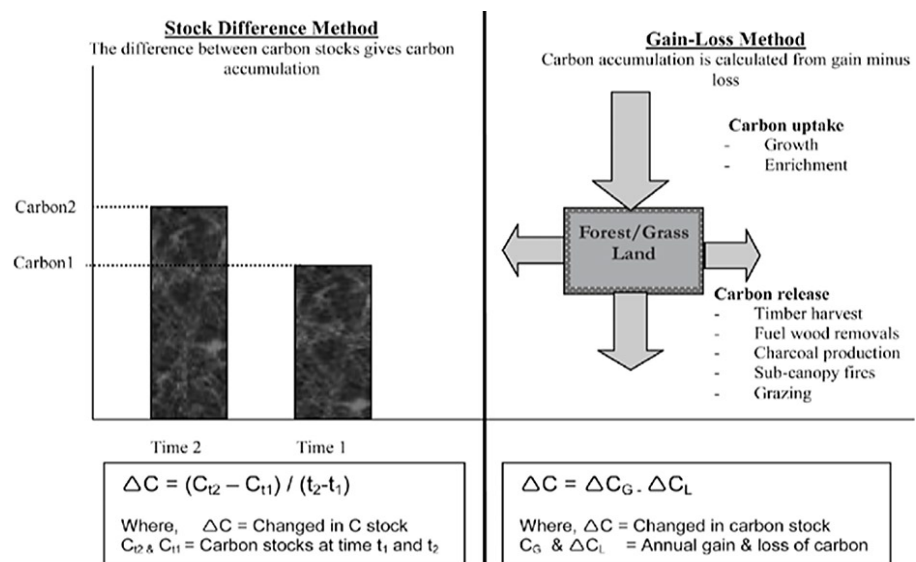 Stock Difference Method
The difference between carbon stocks gives carbon
accumulation
Carbon2
Carbon1
Time 2
Time 1
△C = (Ct2 – Ct1) / (t2-t1)
Where, △C = Changed in C stock
Ct2 & Ct1 = Carbon stocks at time t1 and t2
Gain-Loss Method
Carbon accumulation is calculated from gain minus
loss
Carbon uptake
- Growth
- Enrichment
Forest/Grass
Land
Carbon release
- Timber harvest
- Fuel wood removals
- Charcoal production
- Sub-canopy fires
- Grazing
△C = △CG - △CL
Where, △C = Changed in carbon stock
CG & △CL = Annual gain & loss of carbon